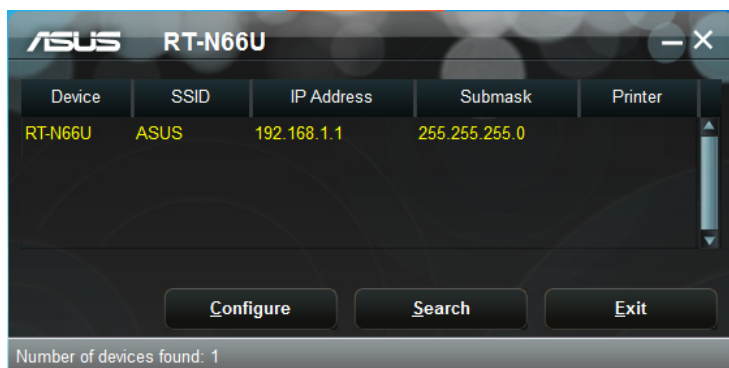 ASUS RT-N66U
Device SSID IP Address Submask Printer
RT-N66U ASUS 192.168.1.1 255.255.255.0
Configure Search Exit
Number of devices found: 1